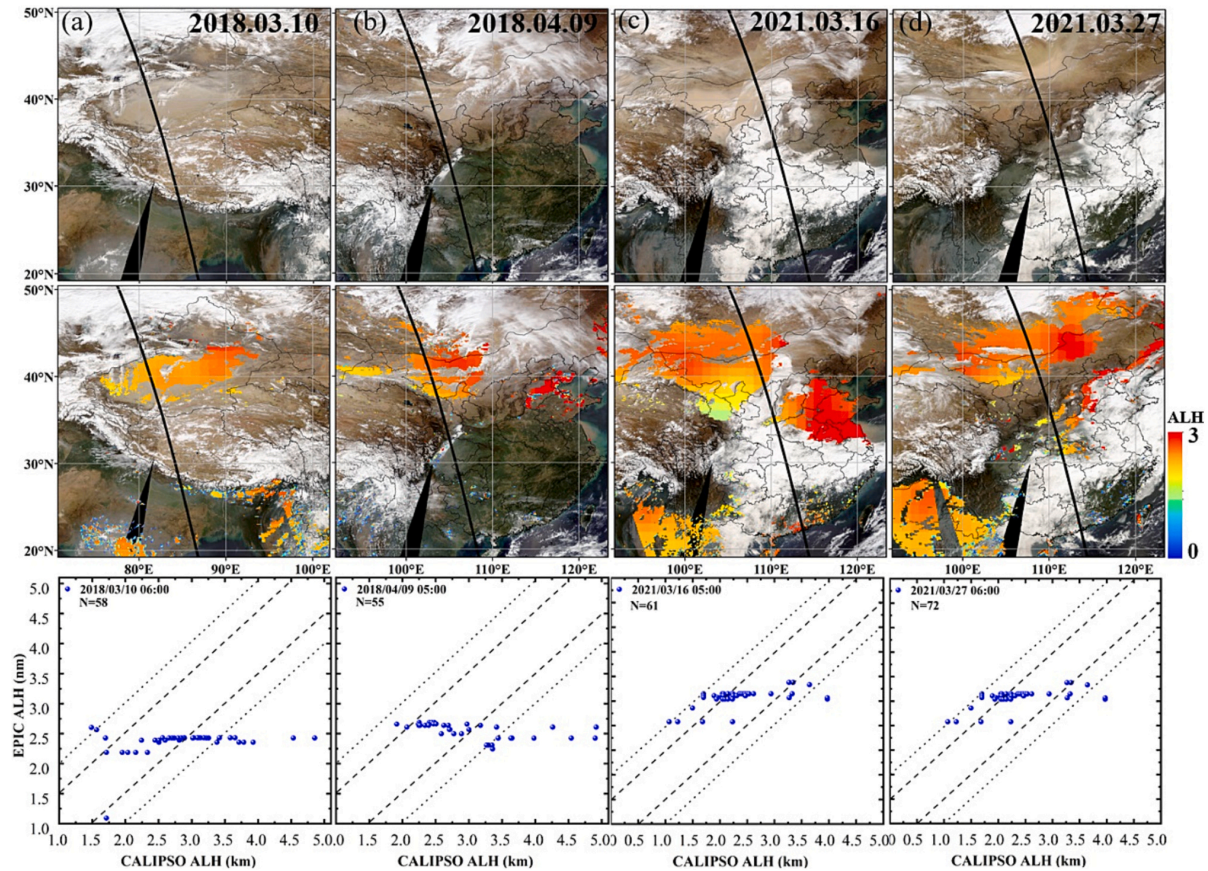 (a) 2018.03.10 (b) 2018.04.09 (c) 2021.03.16 (d) 2021.03.27
50°N
40°N
30°N
20°N
50°N
40°N
30°N
20°N
ALH
3
0
80°E 90°E 100°E 100°E 110°E 120°E 100°E 110°E 120°E 100°E 110°E 120°E
2018/03/10 06:00
N=58
2018/04/09 05:00
N=55
2021/03/16 05:00
N=61
2021/03/27 06:00
N=72
EPIC ALH (nm)
5.0
4.5
4.0
3.5
3.0
2.5
2.0
1.5
1.0
1.0 1.5 2.0 2.5 3.0 3.5 4.0 4.5 5.0
1.0 1.5 2.0 2.5 3.0 3.5 4.0 4.5 5.0
1.0 1.5 2.0 2.5 3.0 3.5 4.0 4.5 5.0
1.0 1.5 2.0 2.5 3.0 3.5 4.0 4.5 5.0
CALIPSO ALH (km) CALIPSO ALH (km) CALIPSO ALH (km) CALIPSO ALH (km)